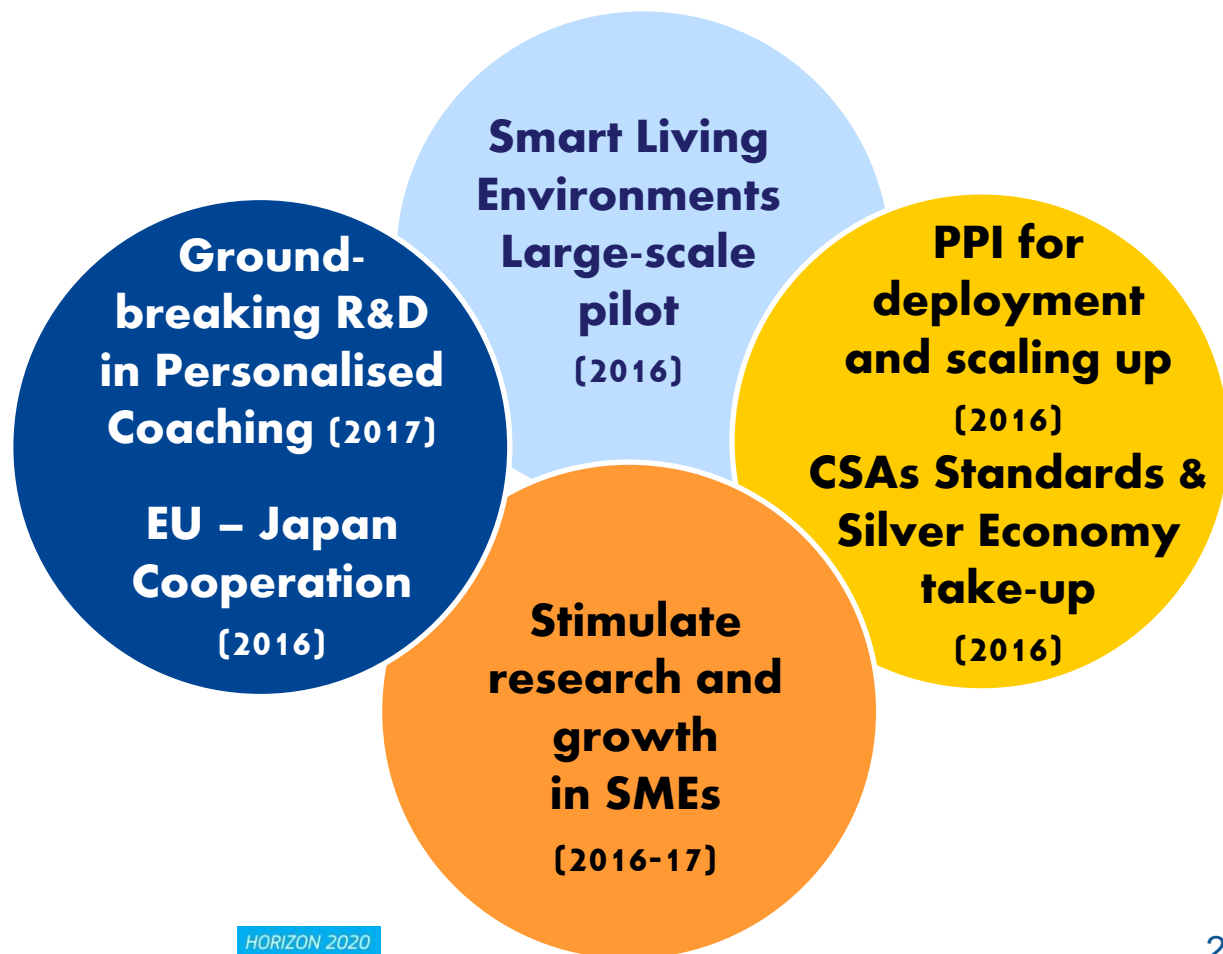 Smart Living
Environments
Large-scale
pilot
(2016)
Ground-
breaking R&D
in Personalised
Coaching (2017)
EU – Japan
Cooperation
(2016)
PPI for
deployment
and scaling up
(2016)
CSAs Standards &
Silver Economy
take-up
(2016)
Stimulate
research and
growth
in SMEs
(2016-17)
HORIZON 2020
2